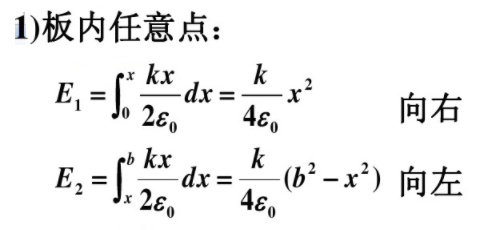 1)板内任意点：
E₁ = ∫₀ˣ kx/2ε₀ dx = k/4ε₀ x² 向右
E₂ = ∫ₓᵇ kx/2ε₀ dx = k/4ε₀ (b² − x²) 向左